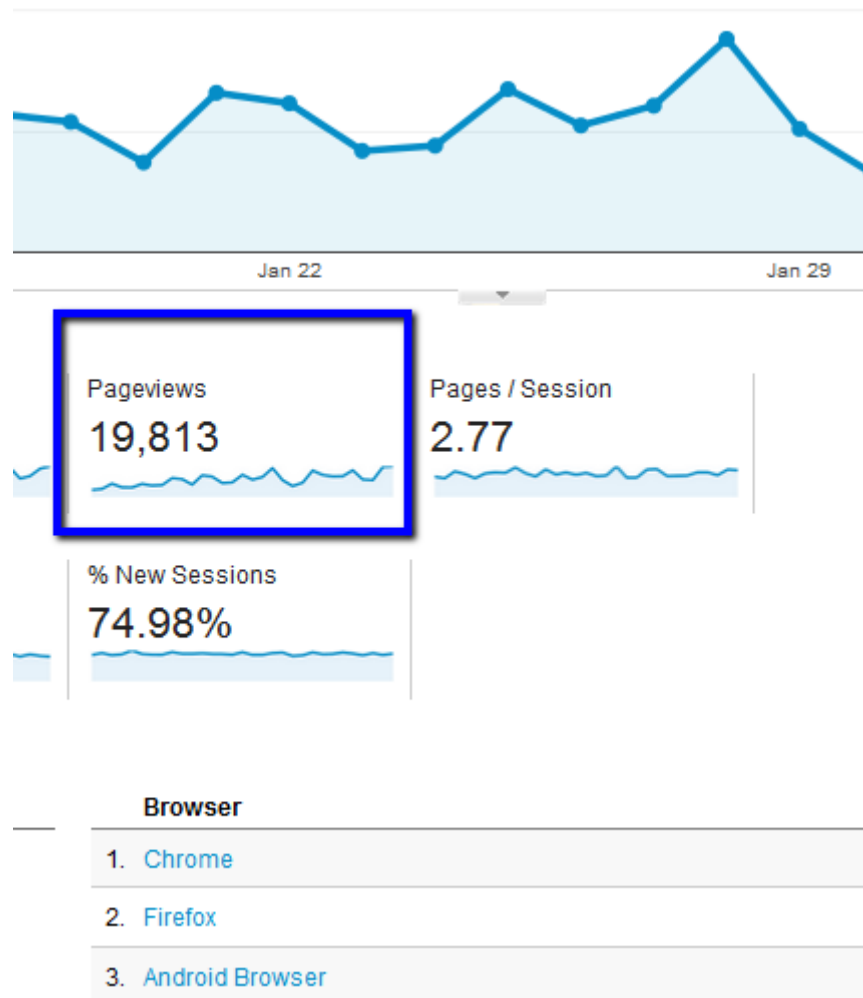 Jan 22
Jan 29
Pageviews
19,813
Pages / Session
2.77
% New Sessions
74.98%
Browser
1. Chrome
2. Firefox
3. Android Browser